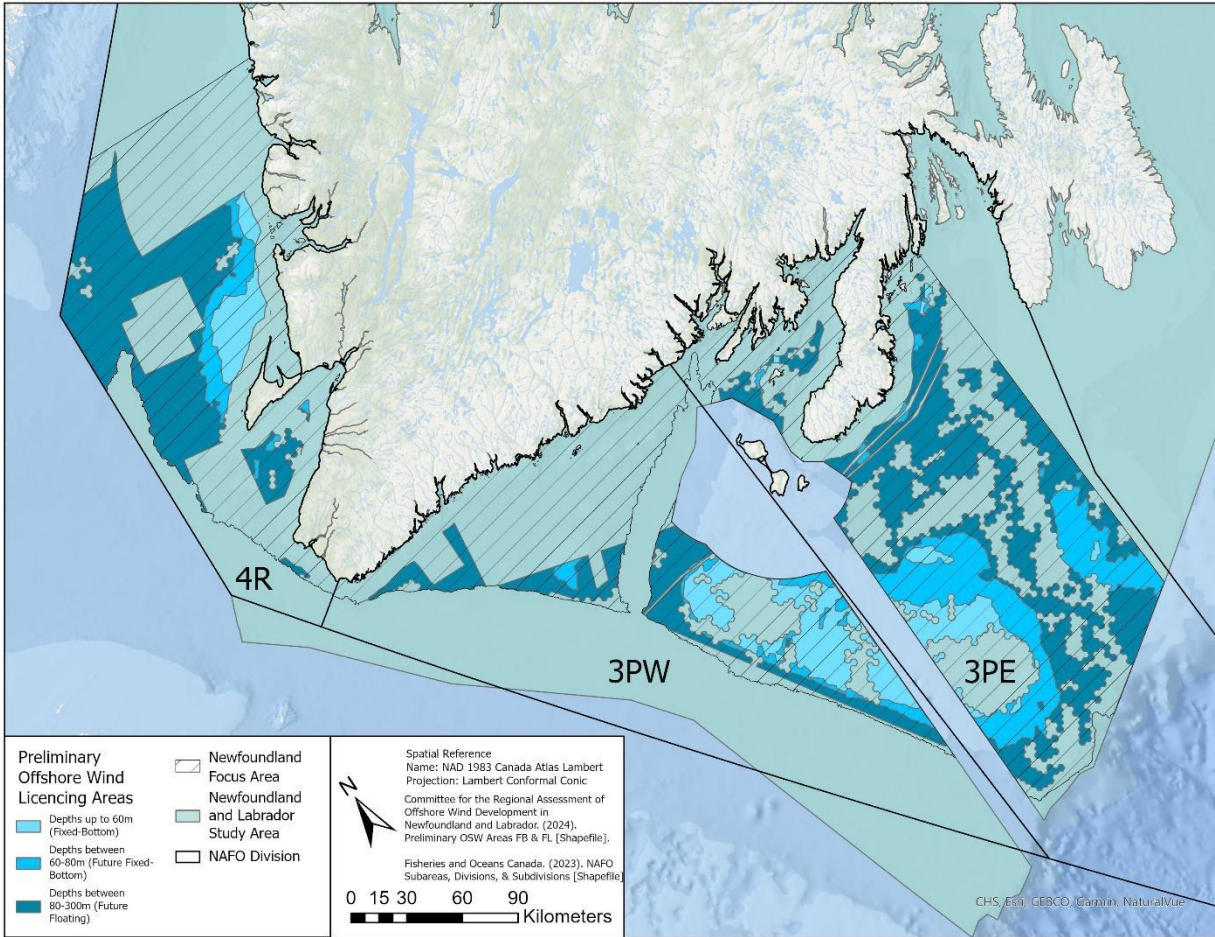 4R
3PW
3PE
Preliminary
Offshore Wind
Licencing Areas
Depths up to 60m
(Fixed-Bottom)
Depths between
60-80m (Future Fixed-
Bottom)
Depths between
80-300m (Future
Floating)
Newfoundland
Focus Area
Newfoundland
and Labrador
Study Area
NAFO Division
N
Spatial Reference
Name: NAD 1983 Canada Atlas Lambert
Projection: Lambert Conformal Conic
Committee for the Regional Assessment of
Offshore Wind Development in
Newfoundland and Labrador. (2024).
Preliminary OSW Areas FB & FL [Shapefile].
Fisheries and Oceans Canada. (2023). NAFO
Subareas, Divisions, & Subdivisions [Shapefile]
0 15 30 60 90
Kilometers
CHS, Esri, GEBCO, Garmin, NaturalVue